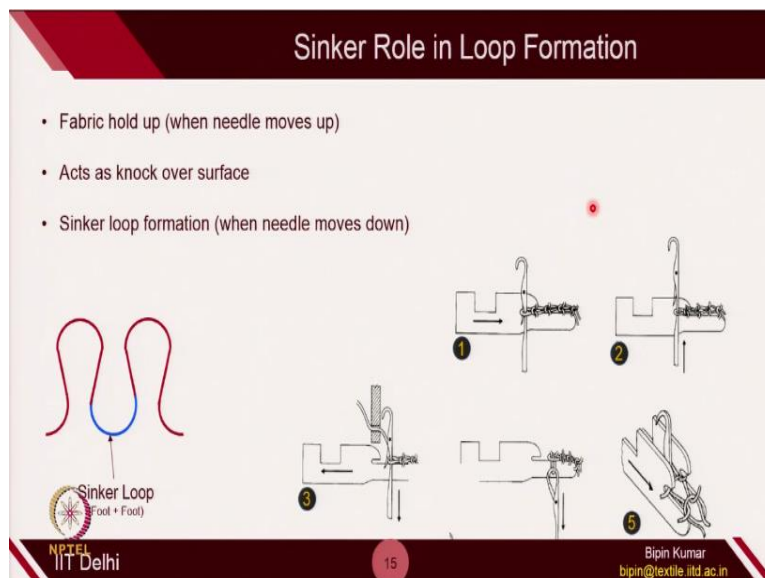 Sinker Role in Loop Formation
• Fabric hold up (when needle moves up)
• Acts as knock over surface
• Sinker loop formation (when needle moves down)
1
2
3
5
Sinker Loop
Foot + Foot)
NPTEL
IIT Delhi
15
Bipin Kumar
bipin@textile.iitd.ac.in